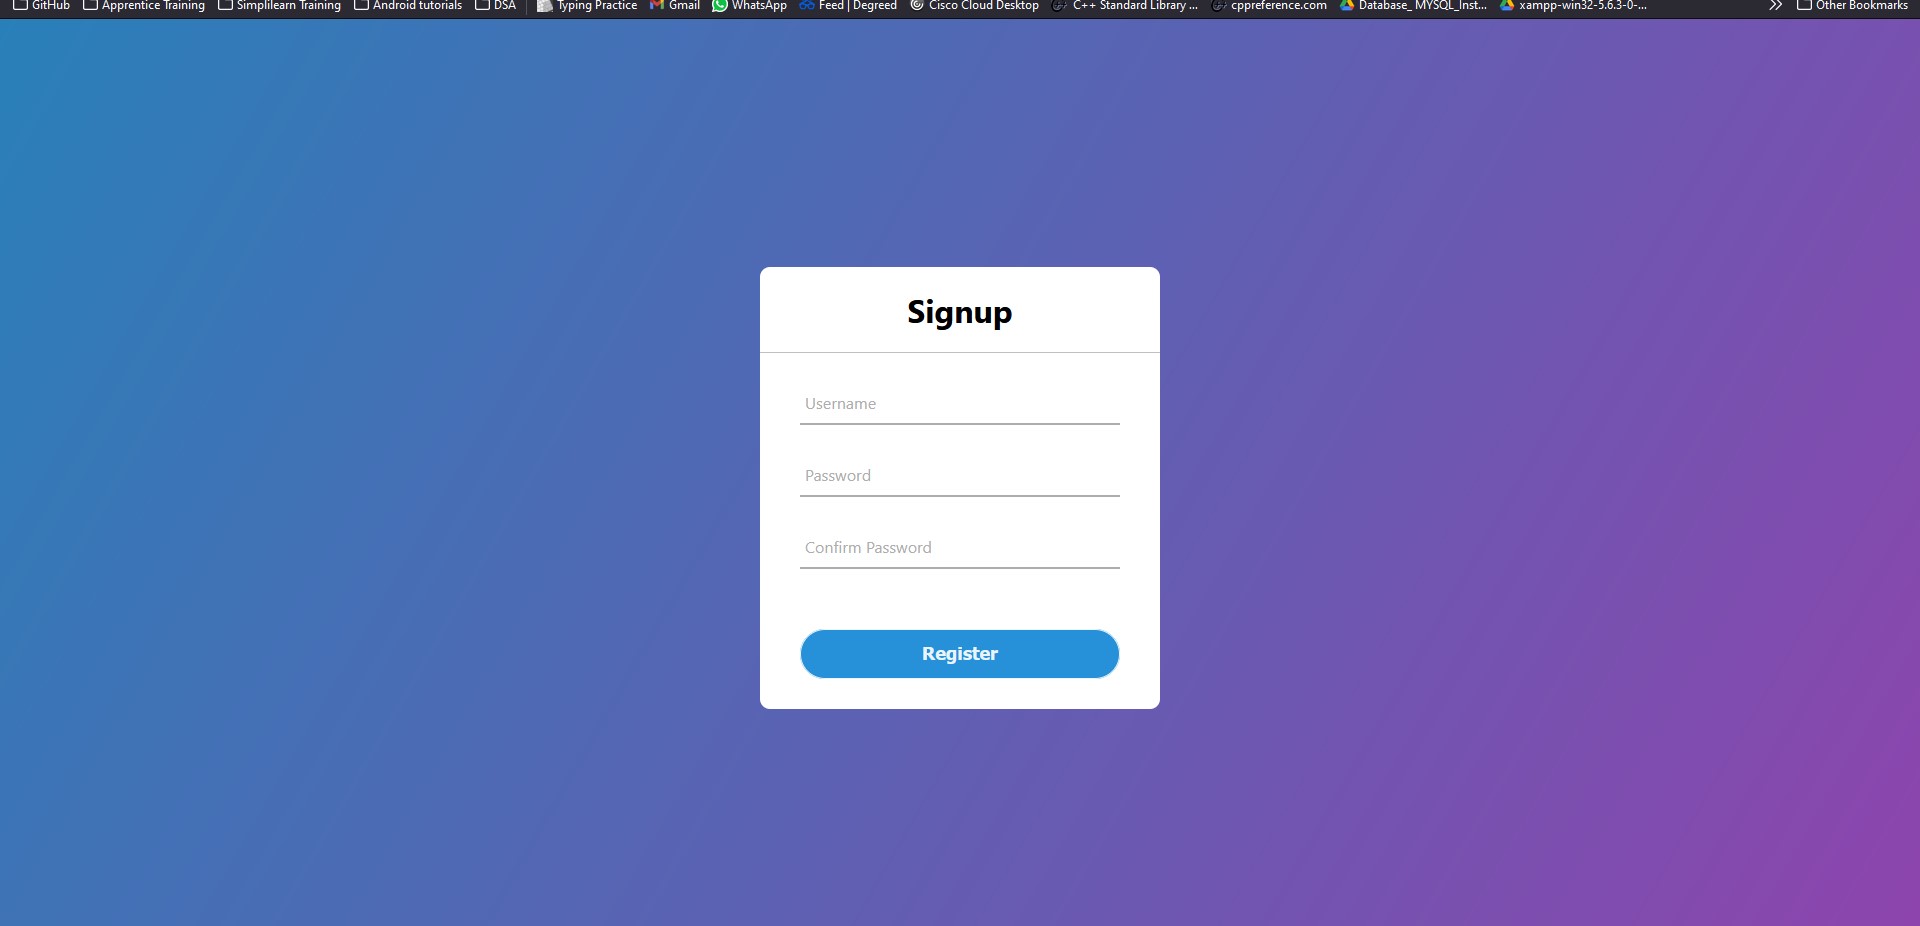 GitHub Apprentice Training Simplilearn Training Android tutorials DSA Typing Practice Gmail WhatsApp Feed | Degreed Cisco Cloud Desktop C++ Standard Library ... cppreference.com Database_ MYSQL_Inst... xampp-win32-5.6.3-0-... Other Bookmarks
Signup
Username
Password
Confirm Password
Register